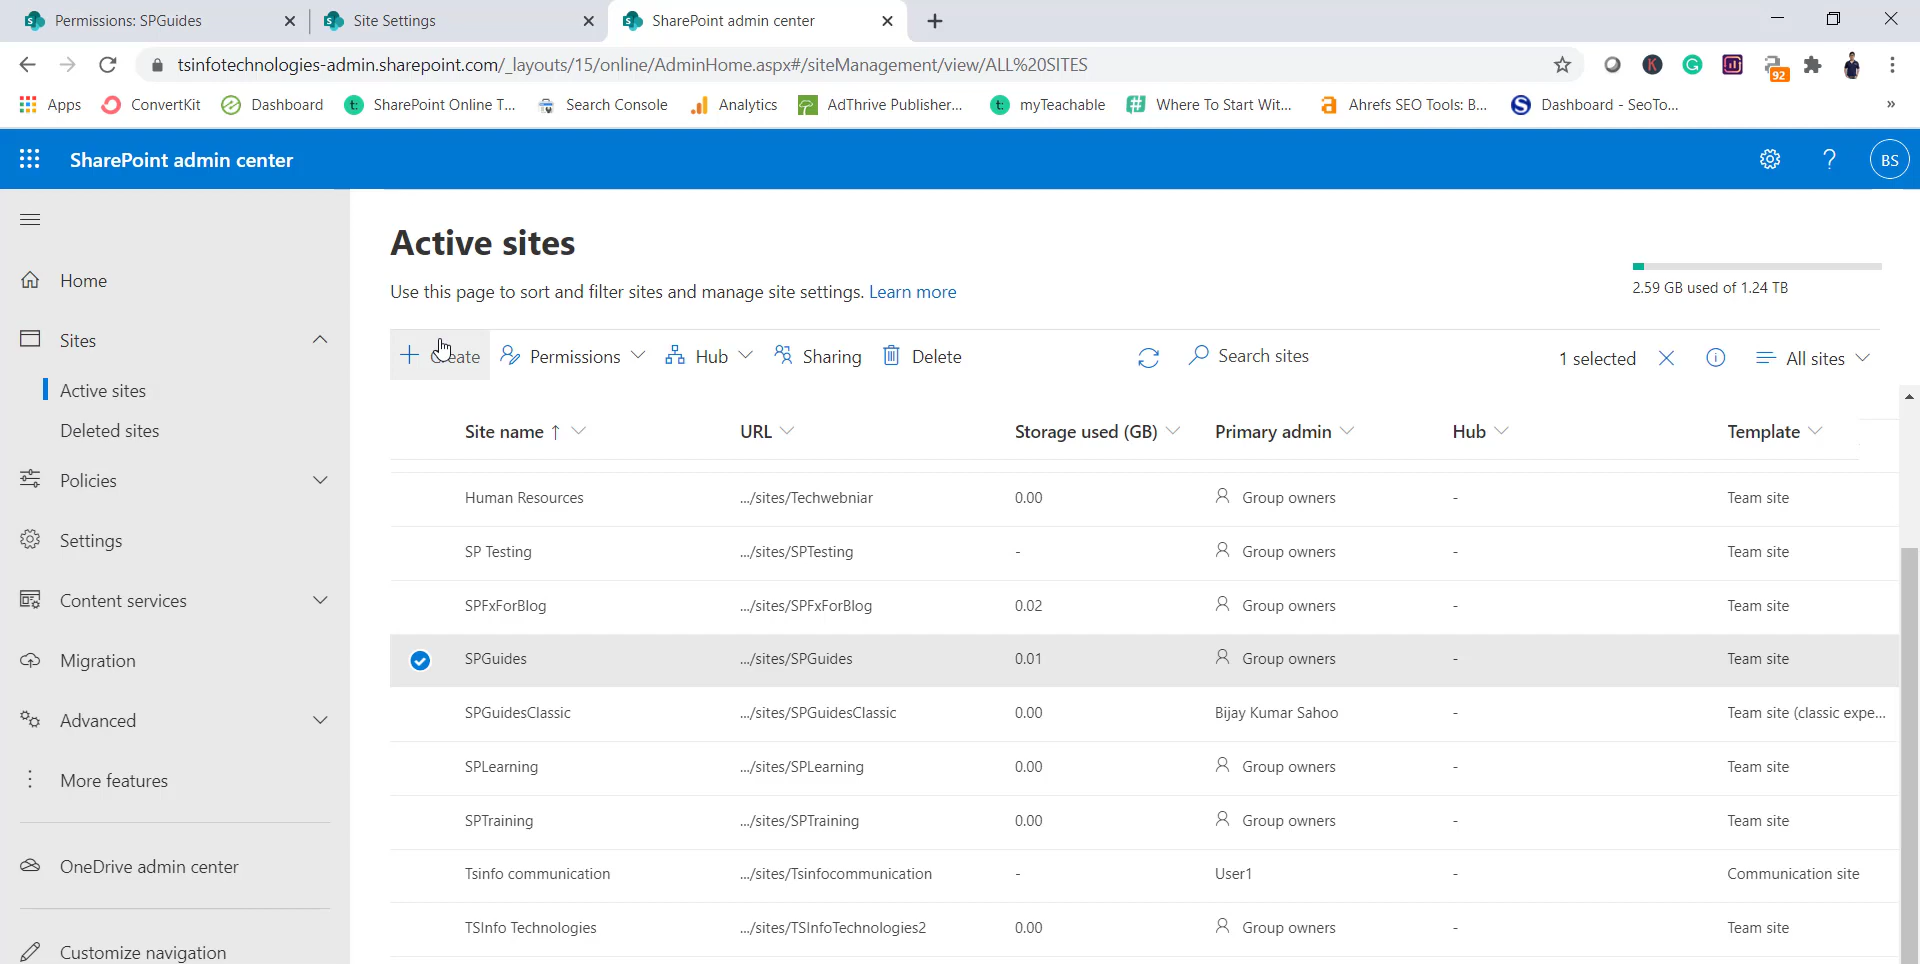 Permissions: SPGuides
Site Settings
SharePoint admin center
tsinfotechnologies-admin.sharepoint.com/_layouts/15/online/AdminHome.aspx#/siteManagement/view/ALL%20SITES
K
92
Apps ConvertKit Dashboard SharePoint Online T... Search Console Analytics AdThrive Publisher... myTeachable Where To Start Wit... Ahrefs SEO Tools: B... Dashboard - SeoTo... »
SharePoint admin center
? BS
Home
Sites
Active sites
Deleted sites
Policies
Settings
Content services
Migration
Advanced
More features
OneDrive admin center
Customize navigation
Active sites
Use this page to sort and filter sites and manage site settings. Learn more
2.59 GB used of 1.24 TB
Create Permissions Hub Sharing Delete Search sites 1 selected All sites
Site name ↑ URL Storage used (GB) Primary admin Hub Template
Human Resources .../sites/Techwebniar 0.00 Group owners - Team site
SP Testing .../sites/SPTesting - Group owners - Team site
SPFxForBlog .../sites/SPFxForBlog 0.02 Group owners - Team site
SPGuides .../sites/SPGuides 0.01 Group owners - Team site
SPGuidesClassic .../sites/SPGuidesClassic 0.00 Bijay Kumar Sahoo - Team site (classic expe...
SPLearning .../sites/SPLearning 0.00 Group owners - Team site
SPTraining .../sites/SPTraining 0.00 Group owners - Team site
Tsinfo communication .../sites/Tsinfocommunication - User1 - Communication site
TSInfo Technologies .../sites/TSInfoTechnologies2 0.00 Group owners - Team site